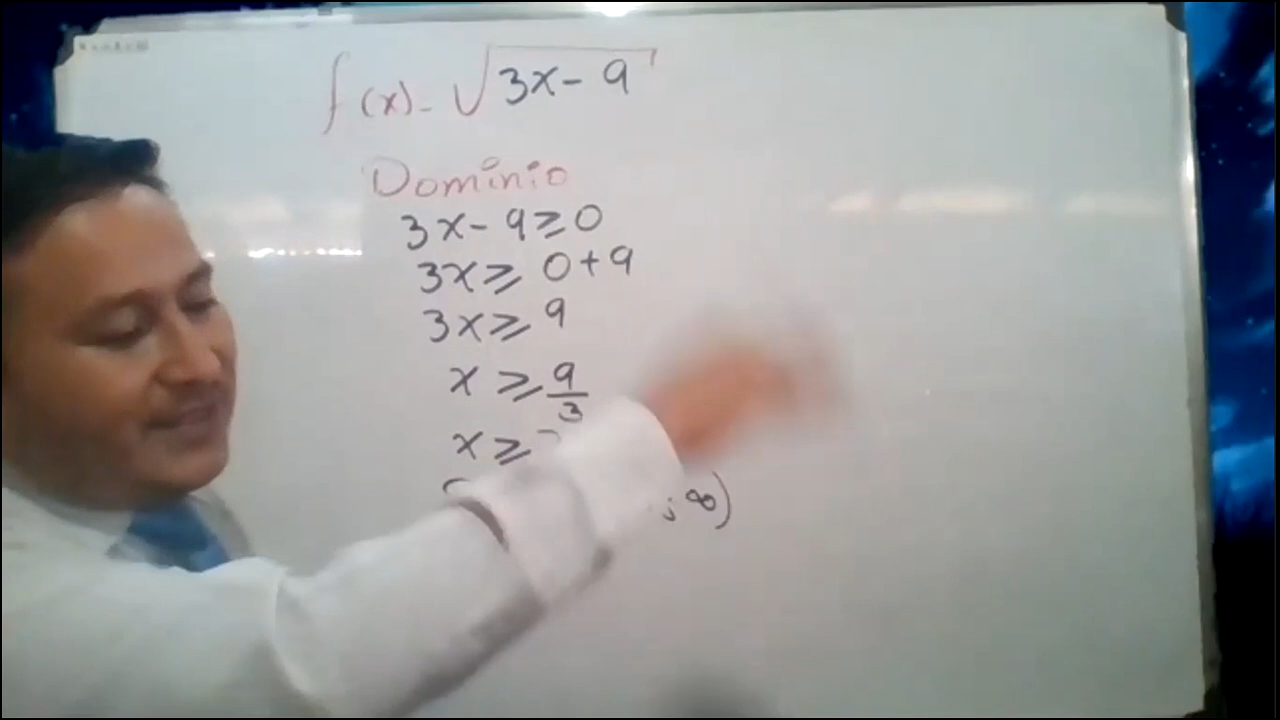 f(x) = √3x - 9
Dominio
3x - 9 ≥ 0
3x ≥ 0 + 9
3x ≥ 9
x ≥ 9/3
x ≥
; ∞)